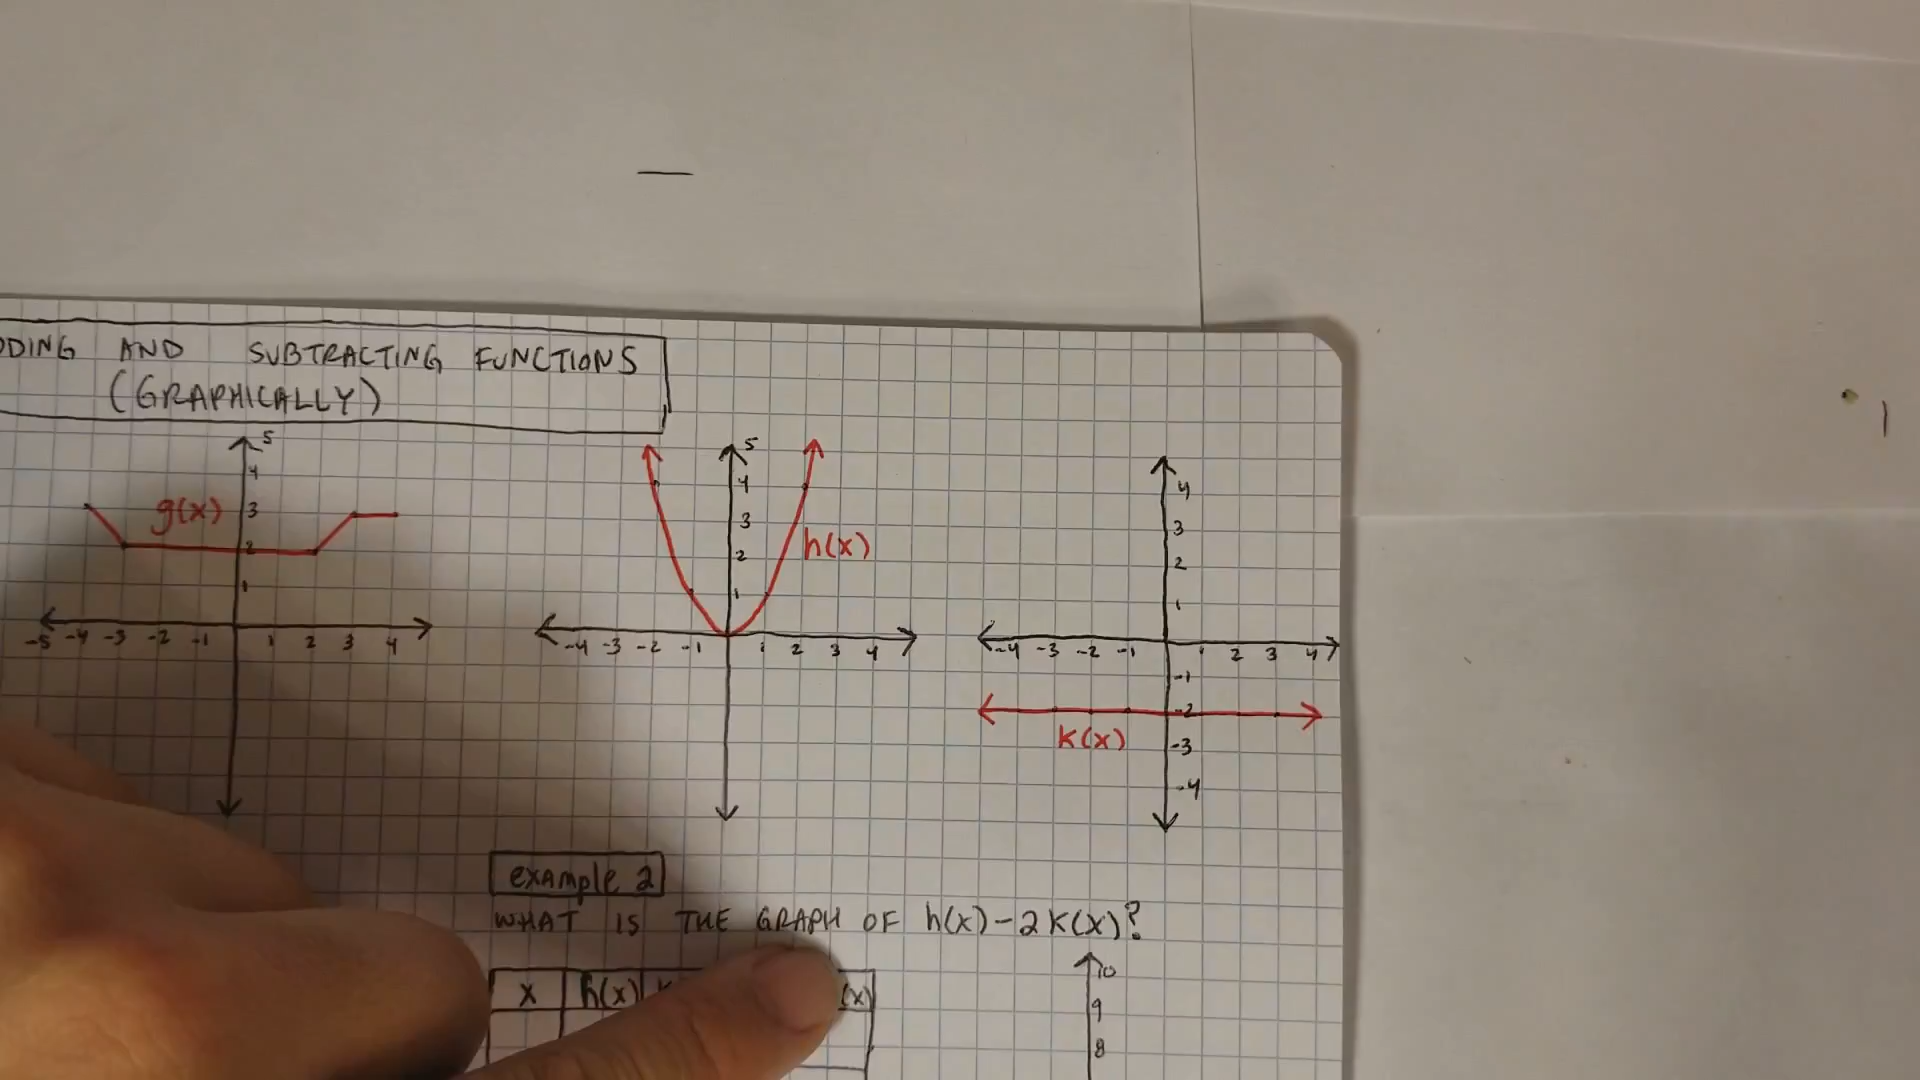 AND SUBTRACTING FUNCTIONS
(GRAPHICALLY)
5
4
3
2
1
-5 -4 -3 -2 -1 1 2 3 4
g(x)
5
4
3
2
1
-4 -3 -2 -1 1 2 3 4
h(x)
4
3
2
1
-4 -3 -2 -1 1 2 3 4
-1
-2
-3
-4
k(x)
example 2
WHAT IS THE GRAPH OF h(x)-2k(x)?
x h(x) (x)
10
9
8